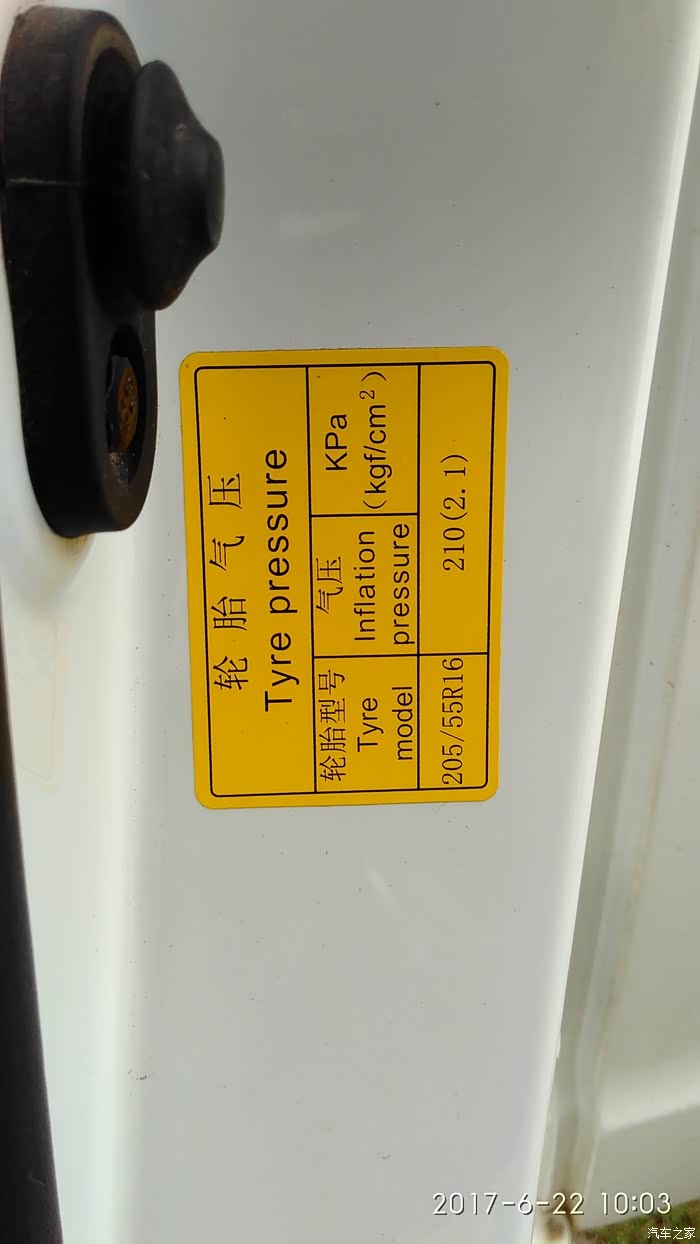 轮胎气压
Tyre pressure
轮胎型号
Tyre
model
气压
Inflation
pressure
KPa
(kgf/cm²)
205/55R16
210(2.1)
2017-6-22 10:03
汽车之家